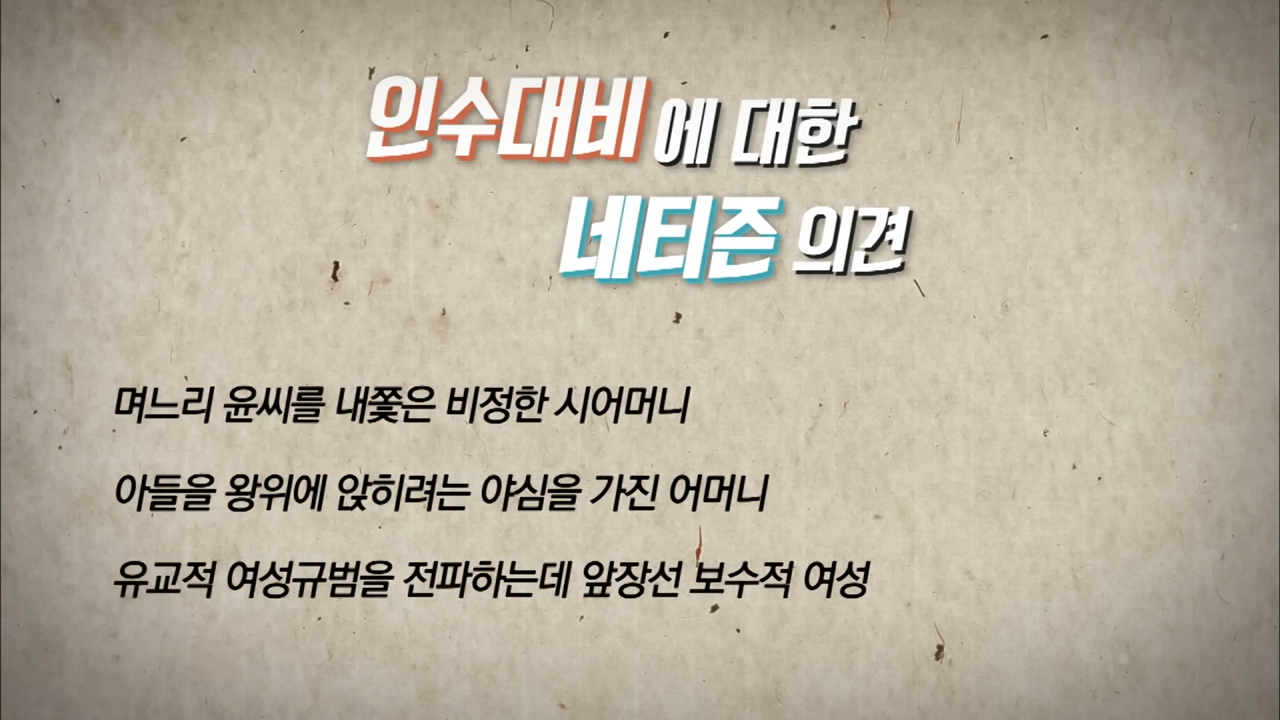 인수대비에 대한
네티즌 의견
며느리 윤씨를 내쫓은 비정한 시어머니
아들을 왕위에 앉히려는 야심을 가진 어머니
유교적 여성규범을 전파하는데 앞장선 보수적 여성